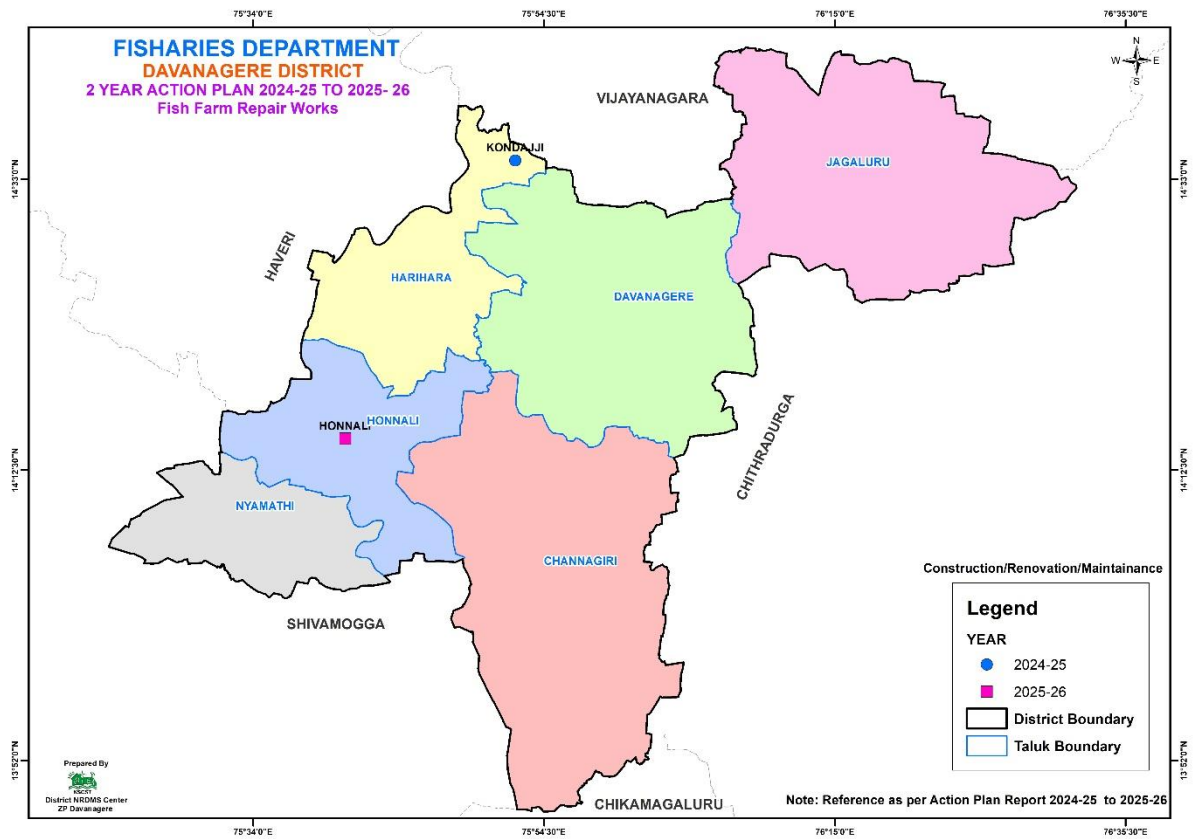 75°34'0"E
75°54'30"E
76°15'0"E
76°35'30"E
FISHARIES DEPARTMENT
DAVANAGERE DISTRICT
2 YEAR ACTION PLAN 2024-25 TO 2025- 26
Fish Farm Repair Works
N
W E
S
VIJAYANAGARA
KONDAJJI
JAGALURU
14°33'0"N
14°33'0"N
HAVERI
HARIHARA
DAVANAGERE
HONNALI
HONNALI
CHITHRADURGA
14°12'30"N
14°12'30"N
NYAMATHI
CHANNAGIRI
SHIVAMOGGA
Construction/Renovation/Maintainance
Legend
YEAR
2024-25
2025-26
District Boundary
Taluk Boundary
13°52'0"N
13°52'0"N
Prepared By
KSCST
District NRDMS Center
ZP Davanagere
CHIKAMAGALURU
Note: Reference as per Action Plan Report 2024-25 to 2025-26
75°34'0"E
75°54'30"E
76°15'0"E
76°35'30"E